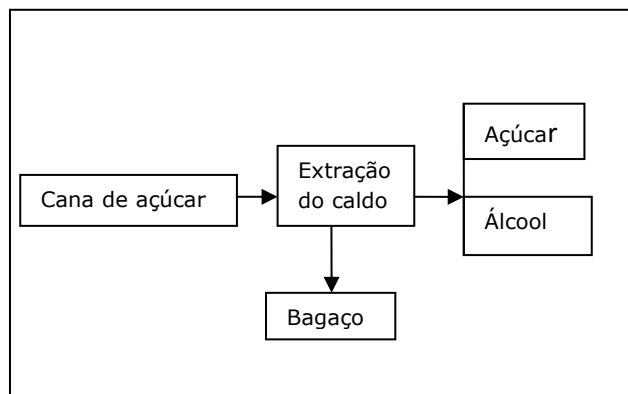 Cana de açúcar
Extração
do caldo
Açúcar
Álcool
Bagaço